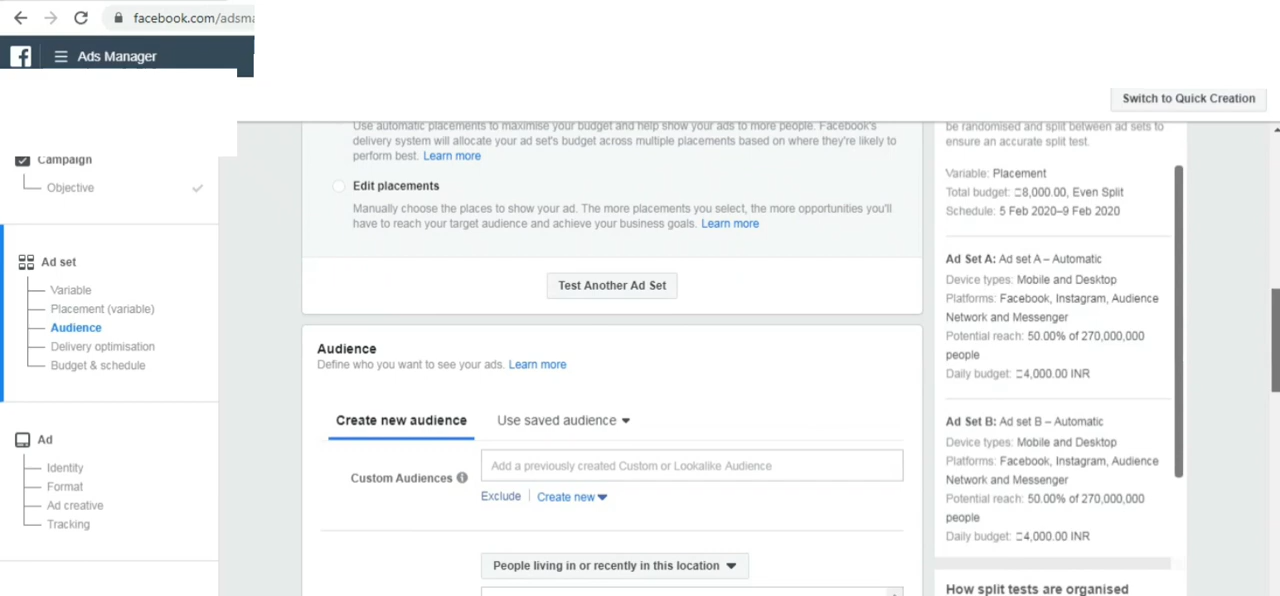 facebook.com/adsma
Ads Manager
Switch to Quick Creation
Campaign
Objective
Ad set
Variable
Placement (variable)
Audience
Delivery optimisation
Budget & schedule
Ad
Identity
Format
Ad creative
Tracking
Use automatic placements to maximise your budget and help show your ads to more people. Facebook's
delivery system will allocate your ad set's budget across multiple placements based on where they're likely to
perform best. Learn more
Edit placements
Manually choose the places to show your ad. The more placements you select, the more opportunities you'll
have to reach your target audience and achieve your business goals. Learn more
Test Another Ad Set
Audience
Define who you want to see your ads. Learn more
Create new audience
Use saved audience
Custom Audiences
Add a previously created Custom or Lookalike Audience
Exclude
Create new
People living in or recently in this location
be randomised and split between ad sets to
ensure an accurate split test.
Variable: Placement
Total budget: 8,000.00, Even Split
Schedule: 5 Feb 2020–9 Feb 2020
Ad Set A: Ad set A – Automatic
Device types: Mobile and Desktop
Platforms: Facebook, Instagram, Audience
Network and Messenger
Potential reach: 50.00% of 270,000,000
people
Daily budget: 4,000.00 INR
Ad Set B: Ad set B – Automatic
Device types: Mobile and Desktop
Platforms: Facebook, Instagram, Audience
Network and Messenger
Potential reach: 50.00% of 270,000,000
people
Daily budget: 4,000.00 INR
How split tests are organised